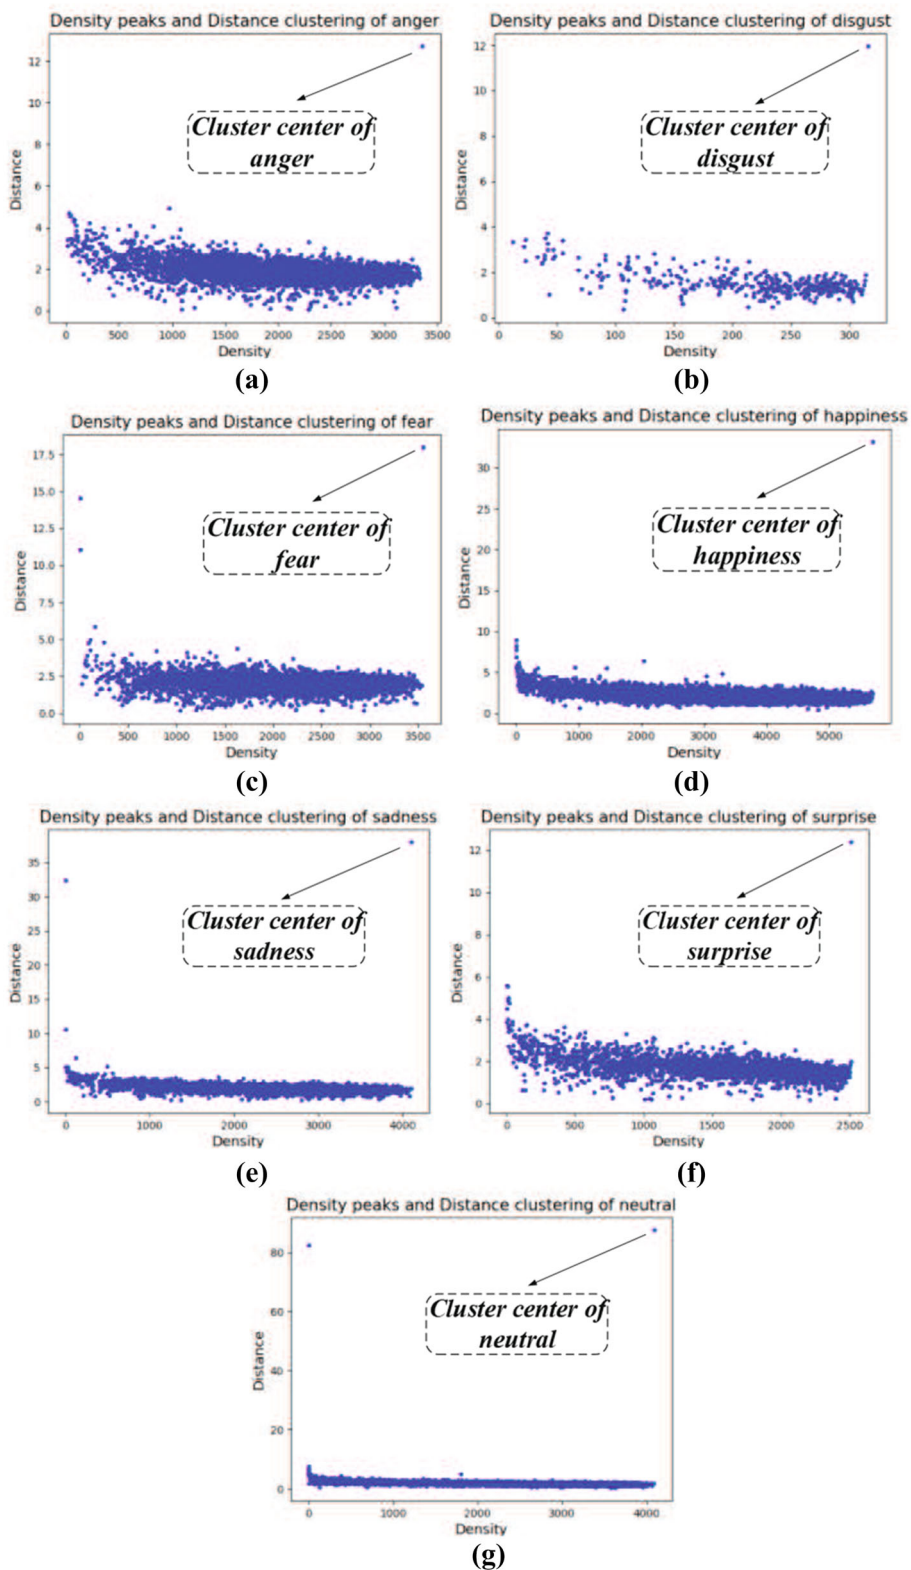 Density peaks and Distance clustering of anger
12
10
8
6
4
2
0
Distance
Cluster center of
anger
0 500 1000 1500 2000 2500 3000 3500
Density
(a)
Density peaks and Distance clustering of disgust
12
10
8
6
4
2
0
Distance
Cluster center of
disgust
0 50 100 150 200 250 300
Density
(b)
Density peaks and Distance clustering of fear
17.5
15.0
12.5
10.0
7.5
5.0
2.5
0.0
Distance
Cluster center of
fear
0 500 1000 1500 2000 2500 3000 3500
Density
(c)
Density peaks and Distance clustering of happiness
30
25
20
15
10
5
0
Distance
Cluster center of
happiness
0 1000 2000 3000 4000 5000
Density
(d)
Density peaks and Distance clustering of sadness
35
30
25
20
15
10
5
0
Distance
Cluster center of
sadness
0 1000 2000 3000 4000
Density
(e)
Density peaks and Distance clustering of surprise
12
10
8
6
4
2
0
Distance
Cluster center of
surprise
0 500 1000 1500 2000 2500
Density
(f)
Density peaks and Distance clustering of neutral
80
60
40
20
0
Distance
Cluster center of
neutral
0 1000 2000 3000 4000
Density
(g)